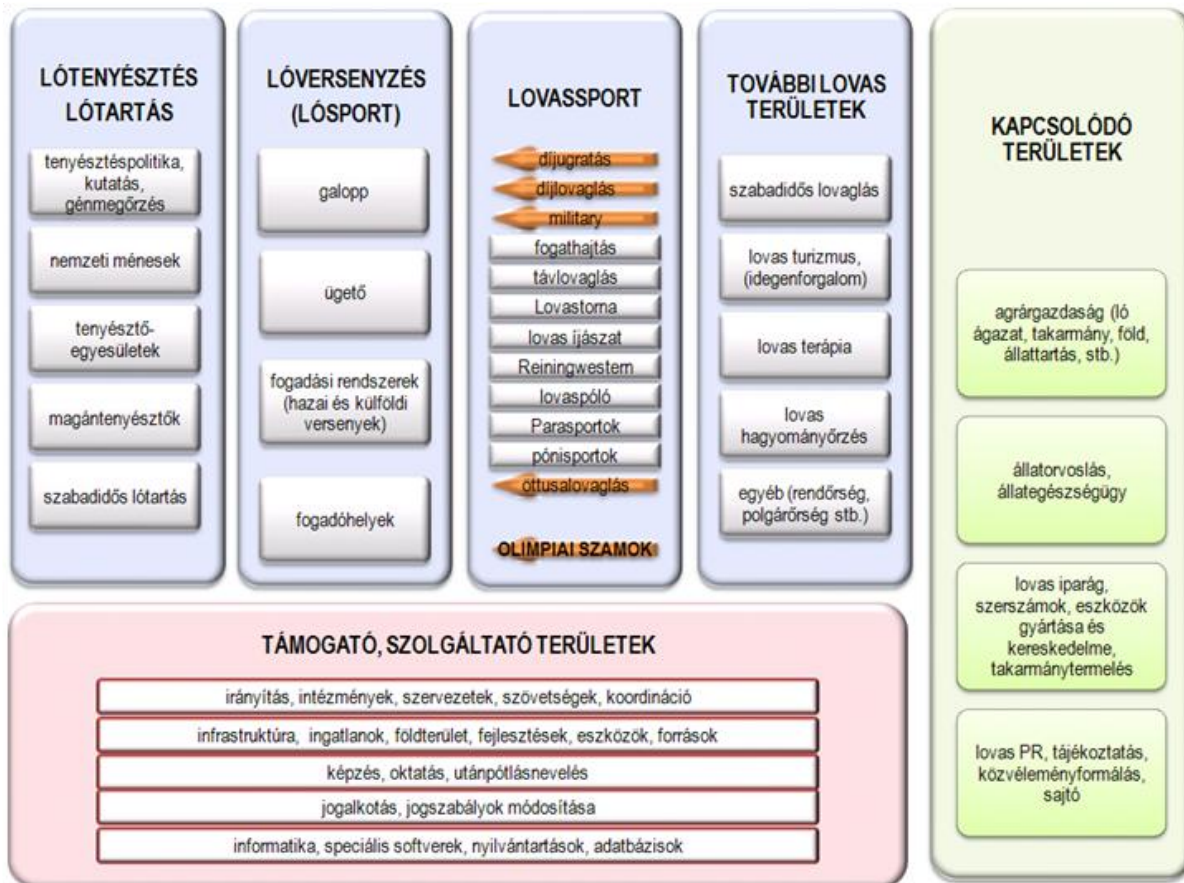 LÓTENYÉSZTÉS
LÓTARTÁS
tenyésztéspolitika,
kutatás,
génmegőrzés
nemzeti ménesek
tenyésztő-
egyesületek
magántenyésztők
szabadidős lótartás
LÓVERSENYZÉS
(LÓSPORT)
galopp
ügető
fogadási rendszerek
(hazai és külföldi
versenyek)
fogadóhelyek
LOVASSPORT
díjugratás
díjlovaglás
military
fogathajtás
távlovaglás
Lovastorna
lovas íjászat
Reiningwestern
lovaspóló
Parasportok
pónisportok
öttusalovaglás
OLIMPIAI SZAMOK
TOVÁBBI LOVAS
TERÜLETEK
szabadidős lovaglás
lovas turizmus,
(idegenforgalom)
lovas terápia
lovas
hagyományőrzés
egyéb (rendőrség,
polgárőrség stb.)
KAPCSOLÓDÓ
TERÜLETEK
agrárgazdaság (ló
ágazat, takarmány, föld,
állattartás, stb.)
állatorvoslás,
állategészségügy
lovas iparág,
szerszámok, eszközök
gyártása és
kereskedelme,
takarmánytermelés
lovas PR, tájékoztatás,
közvéleményformálás,
sajtó
TÁMOGATÓ, SZOLGÁLTATÓ TERÜLETEK
irányítás, intézmények, szervezetek, szövetségek, koordináció
infrastruktúra, ingatlanok, földterület, fejlesztések, eszközök, források
képzés, oktatás, utánpótlásnevelés
jogalkotás, jogszabályok módosítása
informatika, speciális softverek, nyilvántartások, adatbázisok